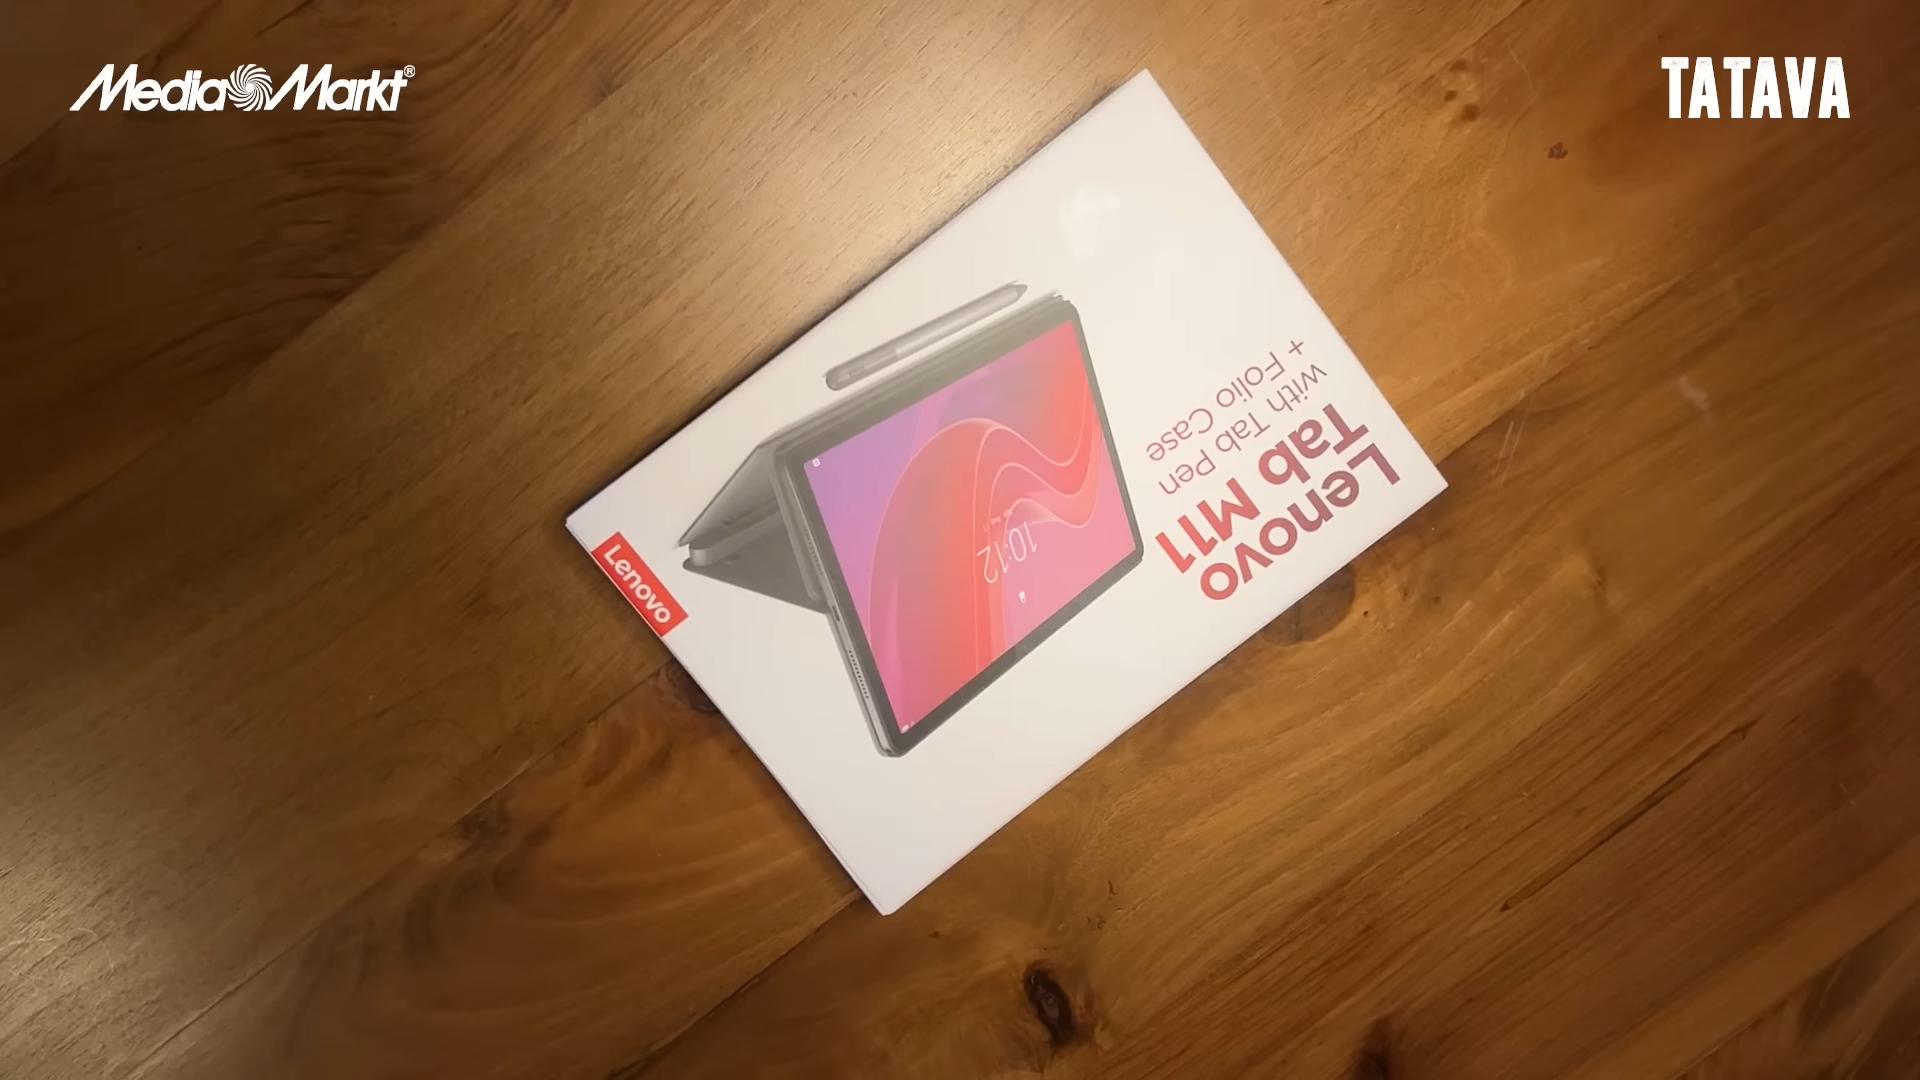 MediaMarkt®
TATAVA
Lenovo
Tab M11
with Tab Pen
+ Folio Case
10:12
Lenovo